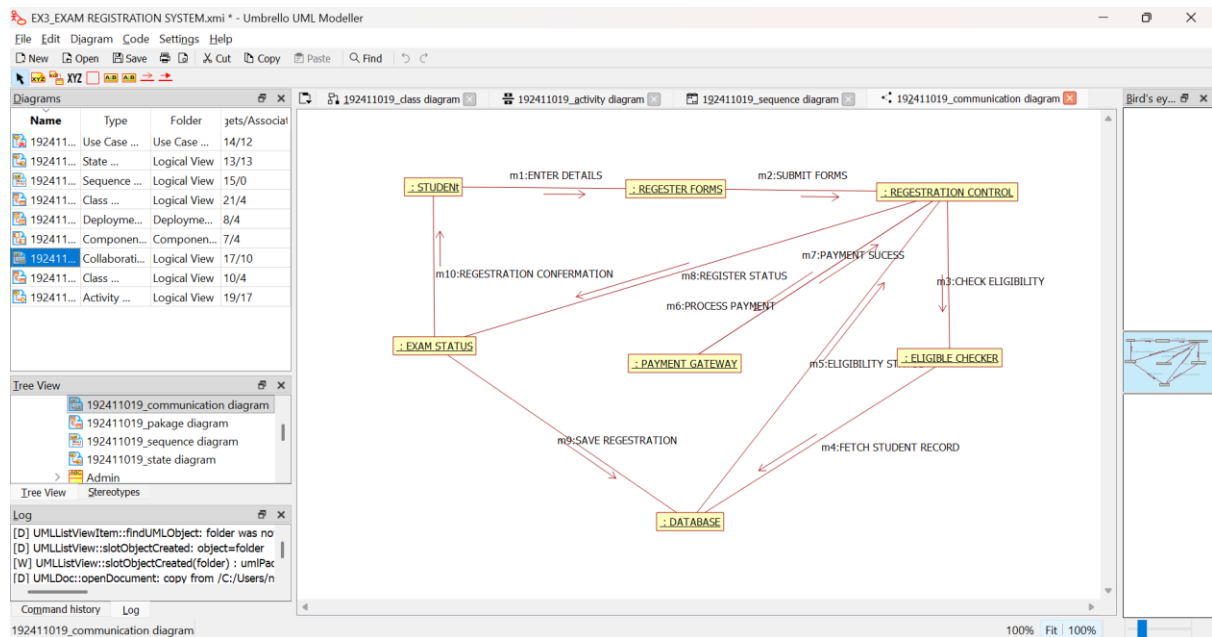 EX3_EXAM REGISTRATION SYSTEM.xmi * - Umbrello UML Modeller
File Edit Diagram Code Settings Help
New Open Save Cut Copy Paste Find
XYZ XYZ A:B A:B
Diagrams
Name Type Folder gets/Associat
192411... Use Case ... Use Case ... 14/12
192411... State ... Logical View 13/13
192411... Sequence ... Logical View 15/0
192411... Class ... Logical View 21/4
192411... Deployme... Deployme... 8/4
192411... Componen... Componen... 7/4
192411... Collaborati... Logical View 17/10
192411... Class ... Logical View 10/4
192411... Activity ... Logical View 19/17
Tree View
192411019_communication diagram
192411019_pakage diagram
192411019_sequence diagram
192411019_state diagram
Admin
Tree View Stereotypes
Log
[D] UMLListViewItem::findUMLObject: folder was no
[D] UMLListView::slotObjectCreated: object=folder
[W] UMLListView::slotObjectCreated(folder) : umlPac
[D] UMLDoc::openDocument: copy from /C:/Users/n
Command history Log
192411019_class diagram 192411019_activity diagram 192411019_sequence diagram 192411019_communication diagram
m1:ENTER DETAILS m2:SUBMIT FORMS
: STUDENt : REGESTER FORMS : REGESTRATION CONTROL
m7:PAYMENT SUCESS
m10:REGESTRATION CONFERMATION m8:REGISTER STATUS m3:CHECK ELIGIBILITY
m6:PROCESS PAYMENT
: EXAM STATUS : PAYMENT GATEWAY m5:ELIGIBILITY ST : ELIGIBLE CHECKER
m9:SAVE REGESTRATION m4:FETCH STUDENT RECORD
: DATABASE
Bird's ey...
192411019_communication diagram 100% Fit 100%